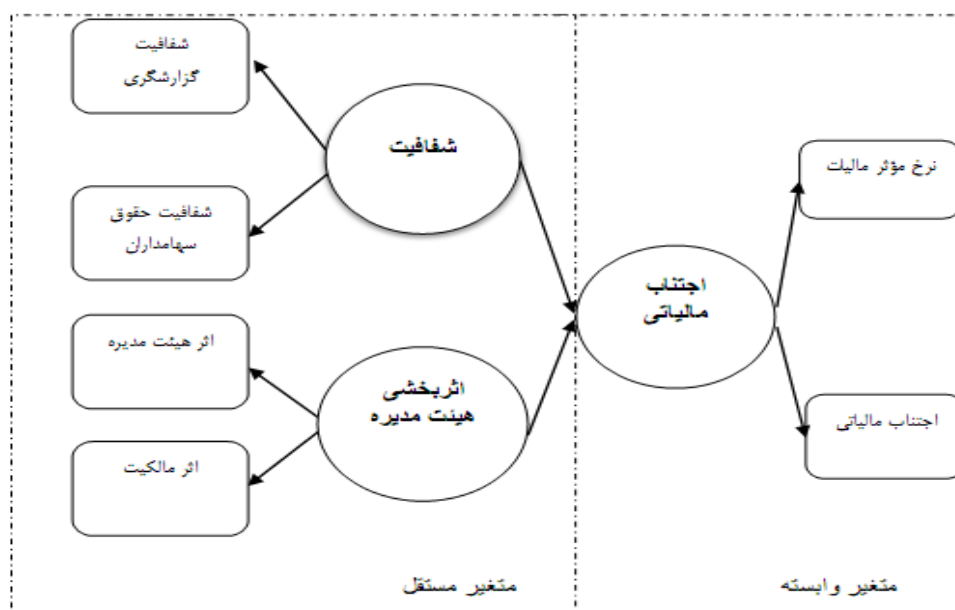 شفافیت
گزارشگری
شفافیت
نرخ مؤثر مالیات
شفافیت حقوق
سهامداران
اجتناب
مالیاتی
اثر هیئت مدیره
اثربخشی
هیئت مدیره
اجتناب مالیاتی
اثر مالکیت
متغیر وابسته
متغیر مستقل